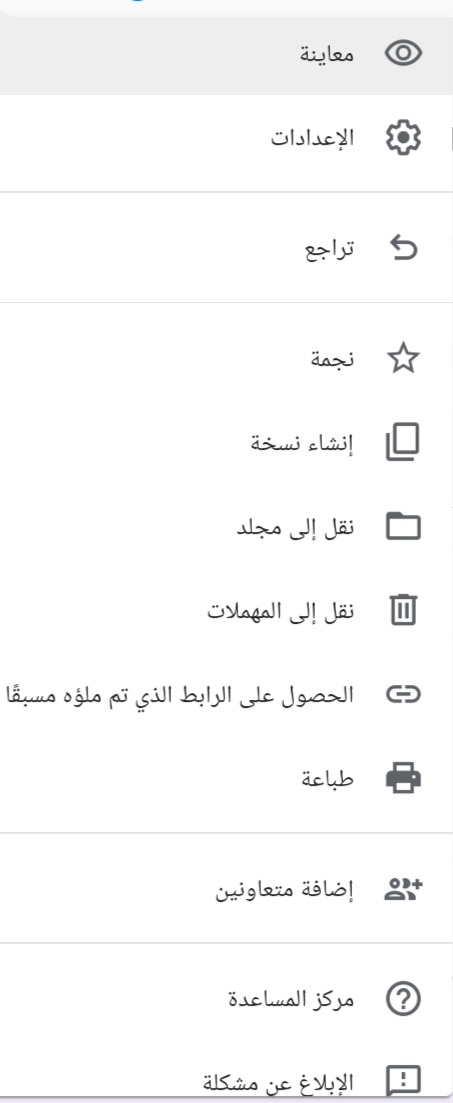 معاينة
الإعدادات
تراجع
نجمة
إنشاء نسخة
نقل إلى مجلد
نقل إلى المهملات
الحصول على الرابط الذي تم ملؤه مسبقًا
طباعة
إضافة متعاونين
مركز المساعدة
الإبلاغ عن مشكلة